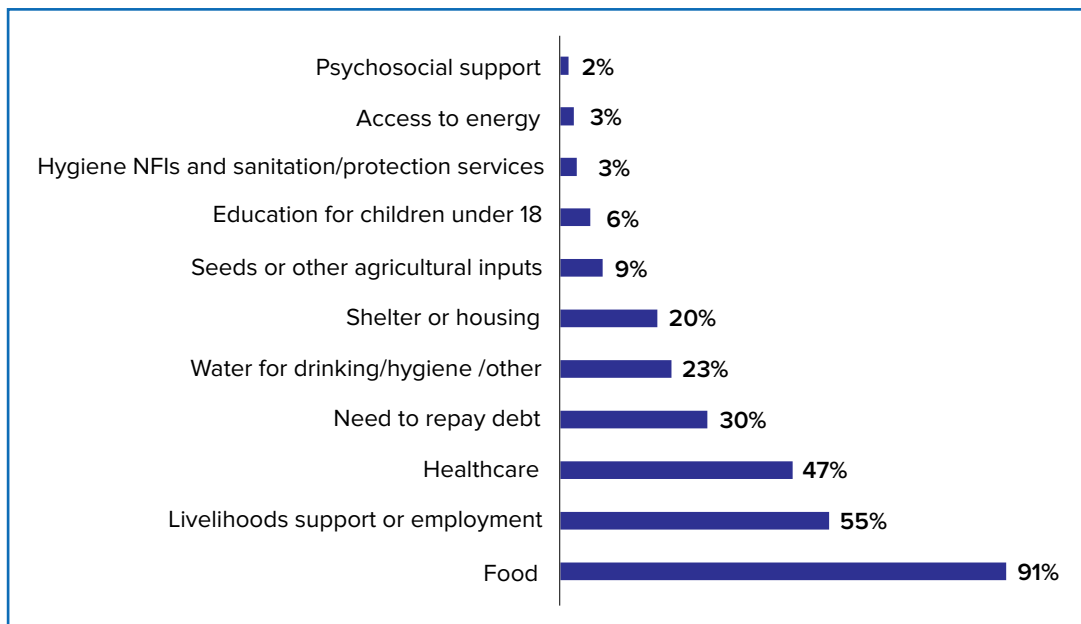 Psychosocial support 2%
Access to energy 3%
Hygiene NFIs and sanitation/protection services 3%
Education for children under 18 6%
Seeds or other agricultural inputs 9%
Shelter or housing 20%
Water for drinking/hygiene /other 23%
Need to repay debt 30%
Healthcare 47%
Livelihoods support or employment 55%
Food 91%